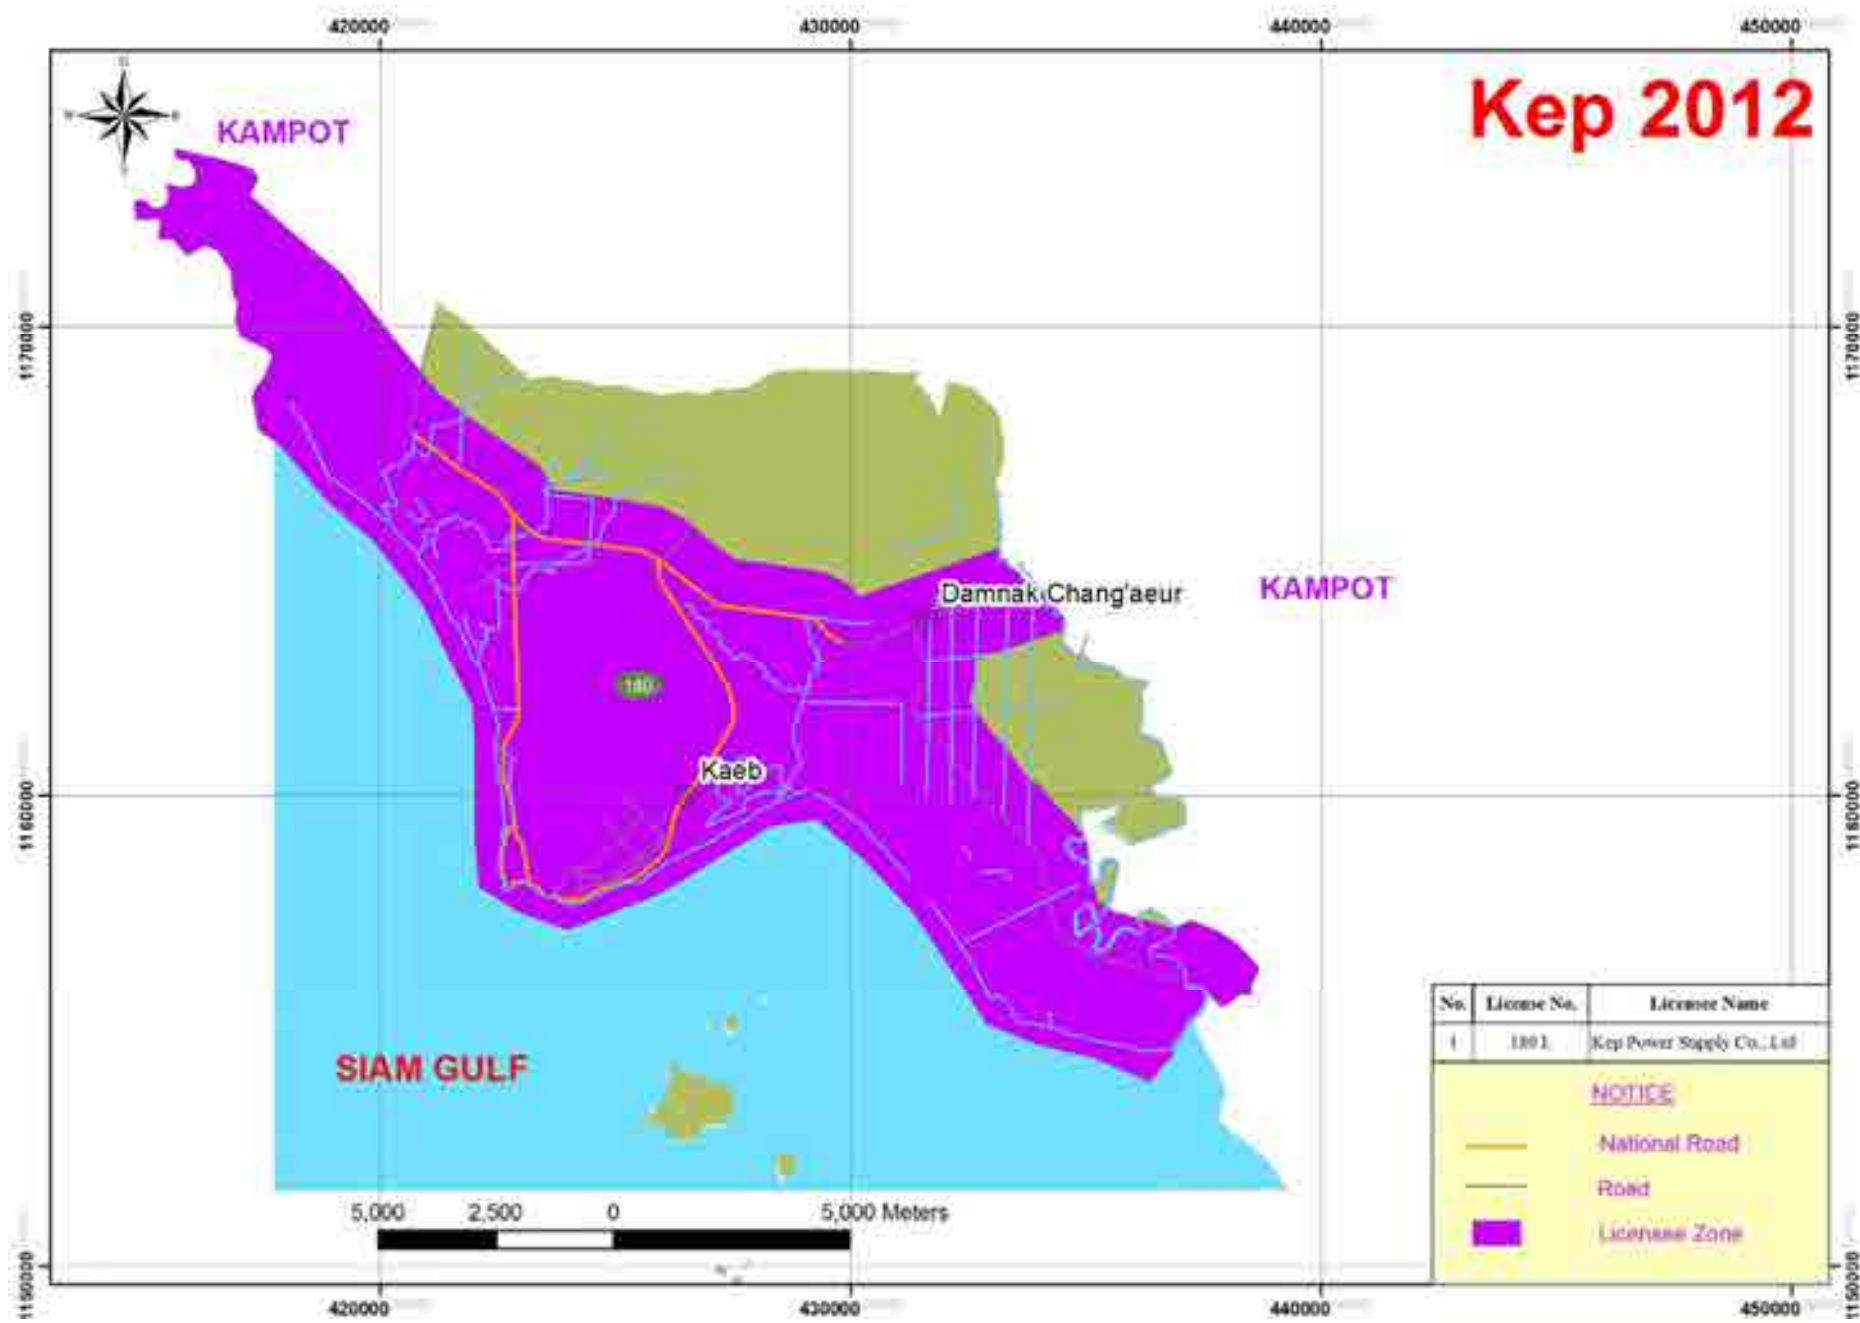 420000 430000 440000 450000
Kep 2012
KAMPOT
1170000 1170000
Damnak Chang'aeur
KAMPOT
180
Kaeb
1160000 1160000
No. License No. Licensee Name
1 Kep Power Supply Co., Ltd
SIAM GULF
NOTICE
National Road
Road
Licensee Zone
5,000 2,500 0 5,000 Meters
1150000 1150000
420000 430000 440000 450000